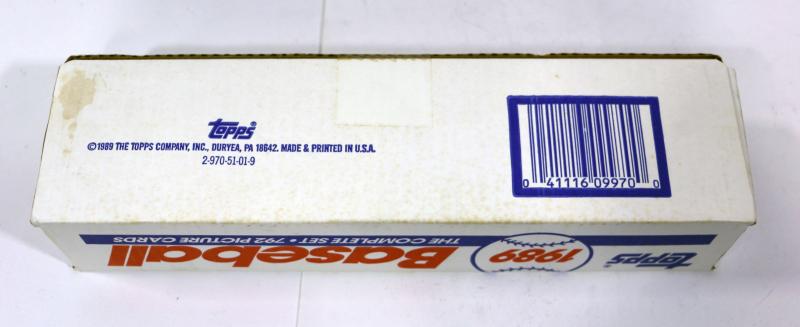 Topps®
©1989 THE TOPPS COMPANY, INC., DURYEA, PA 18642. MADE & PRINTED IN U.S.A.
2-970-51-01-9
0 41116 09970 0
Topps 1989 Baseball
THE COMPLETE SET • 792 PICTURE CARDS